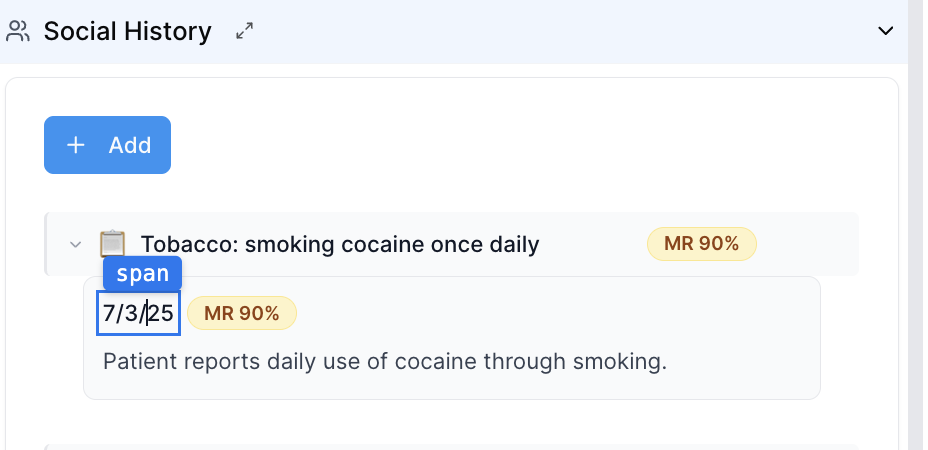 Social History
+ Add
Tobacco: smoking cocaine once daily MR 90%
span
7/3/25 MR 90%
Patient reports daily use of cocaine through smoking.